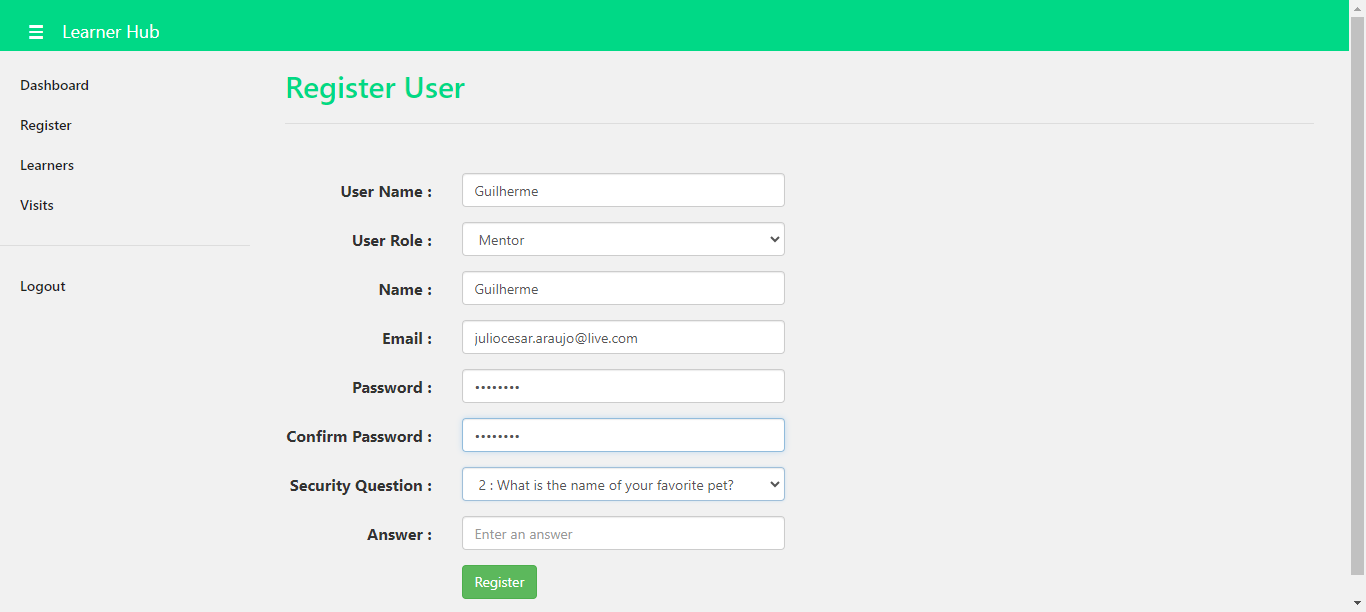 Learner Hub
Dashboard
Register
Learners
Visits
Logout
Register User
User Name : Guilherme
User Role : Mentor
Name : Guilherme
Email : juliocesar.araujo@live.com
Password : ••••••••
Confirm Password : ••••••••
Security Question : 2 : What is the name of your favorite pet?
Answer : Enter an answer
Register